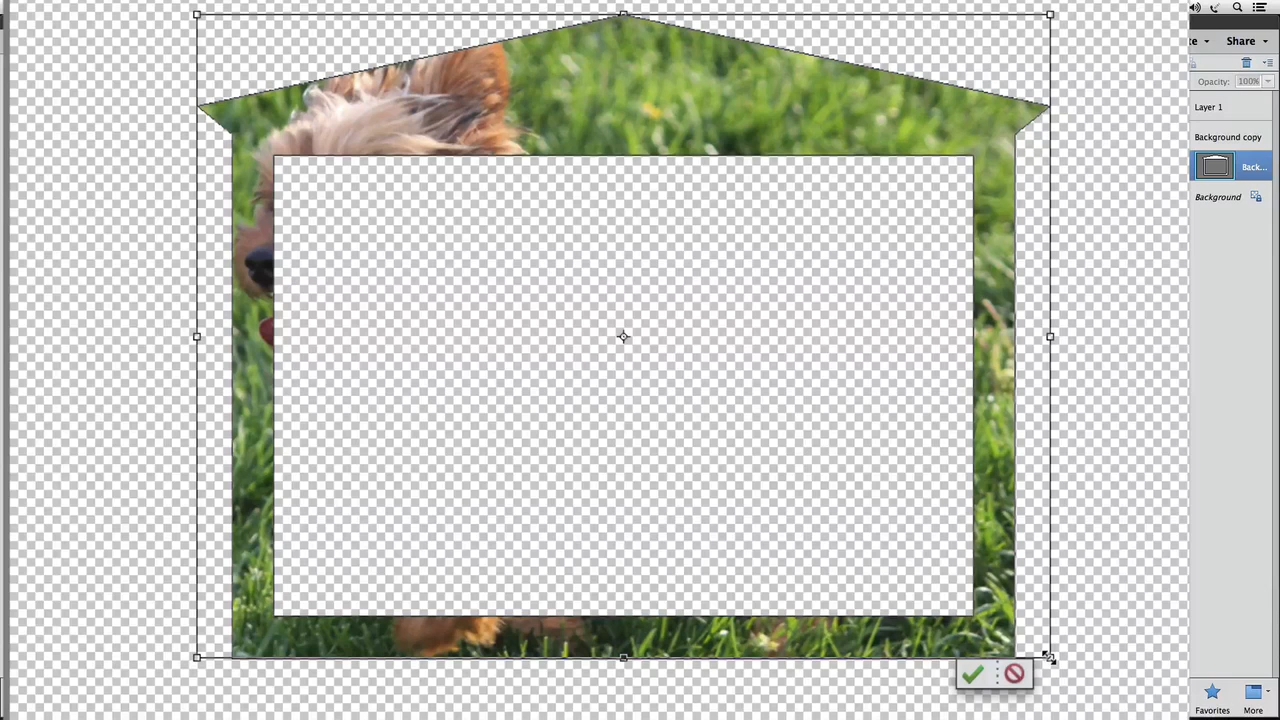 Share
Opacity: 100%
Layer 1
Background copy
Back...
Background
Favorites
More